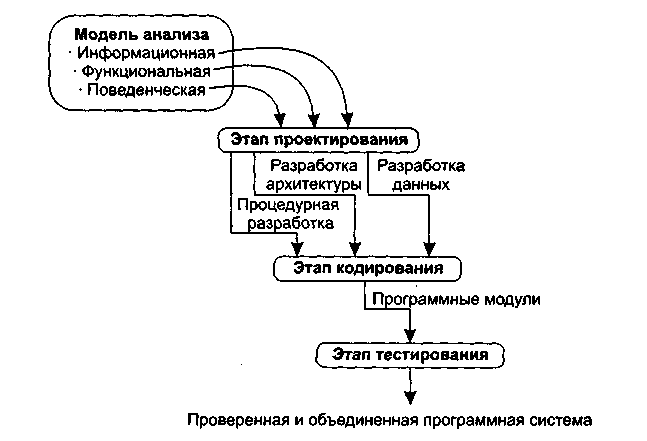 Модель анализа
· Информационная
· Функциональная
· Поведенческая
Этап проектирования
Разработка
архитектуры
Разработка
данных
Процедурная
разработка
Этап кодирования
Программные модули
Этап тестирования
Проверенная и объединенная программная система